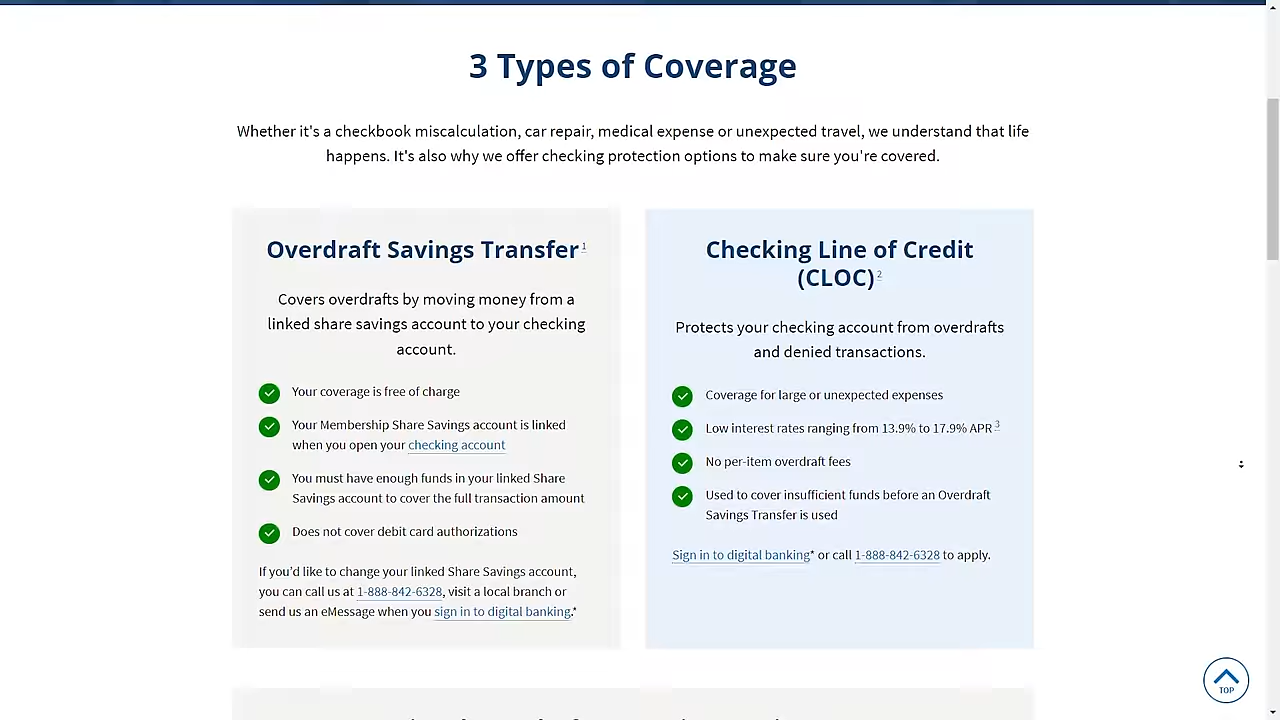 3 Types of Coverage
Whether it's a checkbook miscalculation, car repair, medical expense or unexpected travel, we understand that life
happens. It's also why we offer checking protection options to make sure you're covered.
Overdraft Savings Transfer 1
Covers overdrafts by moving money from a
linked share savings account to your checking
account.
Your coverage is free of charge
Your Membership Share Savings account is linked
when you open your checking account
You must have enough funds in your linked Share
Savings account to cover the full transaction amount
Does not cover debit card authorizations
If you'd like to change your linked Share Savings account,
you can call us at 1-888-842-6328, visit a local branch or
send us an eMessage when you sign in to digital banking.*
Checking Line of Credit
(CLOC) 2
Protects your checking account from overdrafts
and denied transactions.
Coverage for large or unexpected expenses
Low interest rates ranging from 13.9% to 17.9% APR 3
No per-item overdraft fees
Used to cover insufficient funds before an Overdraft
Savings Transfer is used
Sign in to digital banking* or call 1-888-842-6328 to apply.
TOP